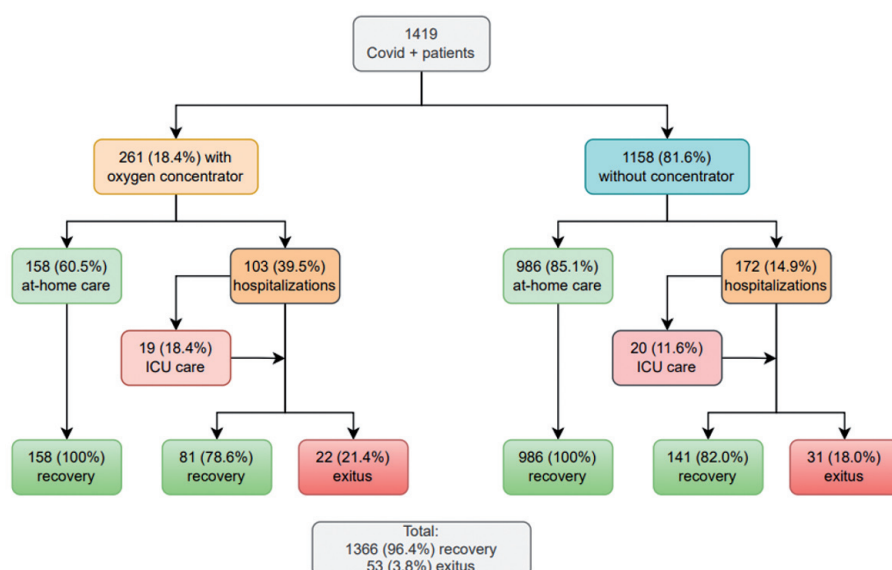 1419
Covid + patients
261 (18.4%) with
oxygen concentrator
1158 (81.6%)
without concentrator
158 (60.5%)
at-home care
103 (39.5%)
hospitalizations
986 (85.1%)
at-home care
172 (14.9%)
hospitalizations
19 (18.4%)
ICU care
20 (11.6%)
ICU care
158 (100%)
recovery
81 (78.6%)
recovery
22 (21.4%)
exitus
986 (100%)
recovery
141 (82.0%)
recovery
31 (18.0%)
exitus
Total:
1366 (96.4%) recovery
53 (3.8%) exitus